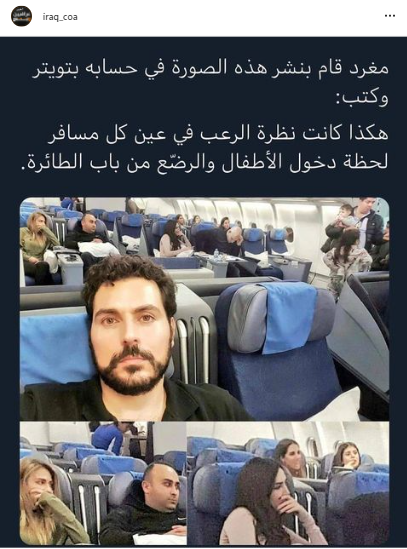 iraq_coa
مغرد قام بنشر هذه الصورة في حسابه بتويتر
وكتب:
هكذا كانت نظرة الرعب في عين كل مسافر
لحظة دخول الأطفال والرضّع من باب الطائرة.